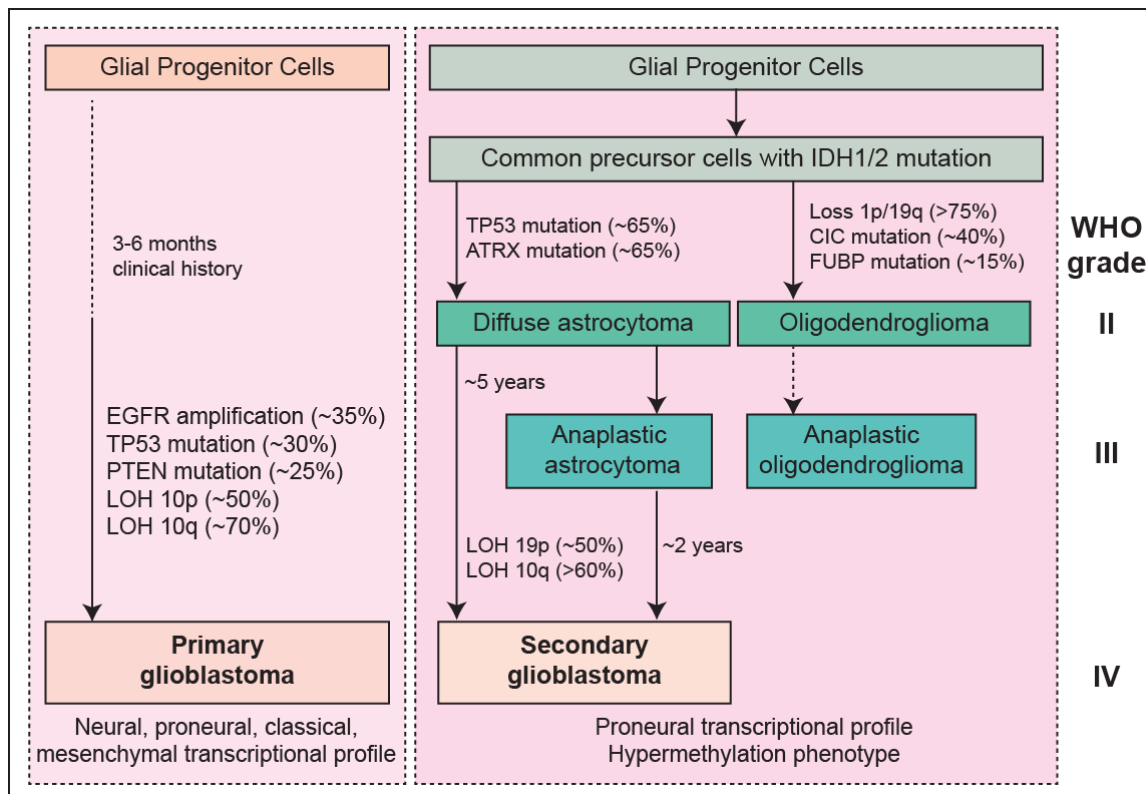 Glial Progenitor Cells
3-6 months
clinical history
EGFR amplification (~35%)
TP53 mutation (~30%)
PTEN mutation (~25%)
LOH 10p (~50%)
LOH 10q (~70%)
Primary
glioblastoma
Neural, proneural, classical,
mesenchymal transcriptional profile
Glial Progenitor Cells
Common precursor cells with IDH1/2 mutation
TP53 mutation (~65%)
ATRX mutation (~65%)
Loss 1p/19q (>75%)
CIC mutation (~40%)
FUBP mutation (~15%)
Diffuse astrocytoma
Oligodendroglioma
~5 years
Anaplastic
astrocytoma
Anaplastic
oligodendroglioma
LOH 19p (~50%)
LOH 10q (>60%)
~2 years
Secondary
glioblastoma
Proneural transcriptional profile
Hypermethylation phenotype
WHO
grade
II
III
IV